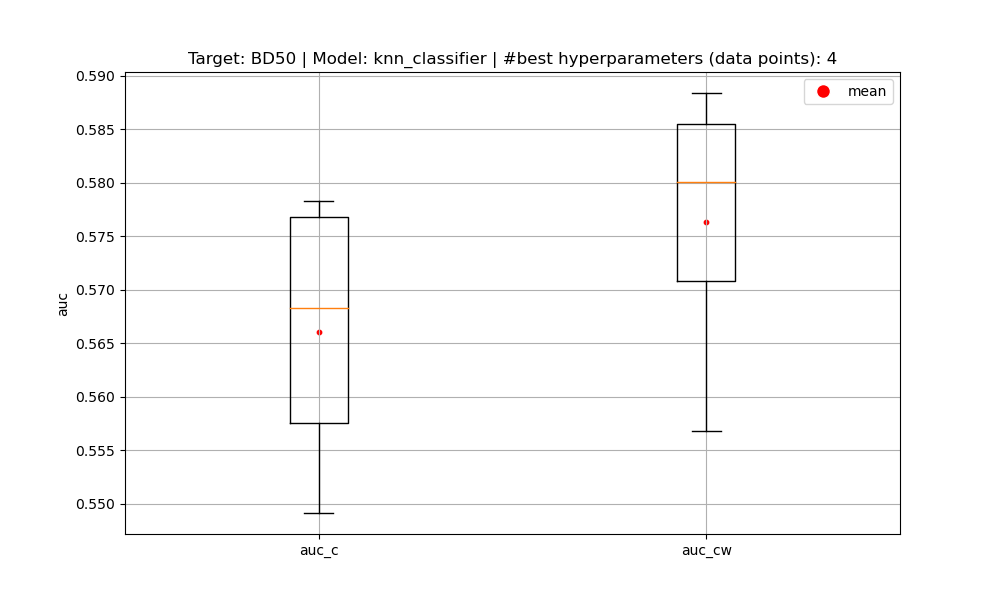 Target: BD50 | Model: knn_classifier | #best hyperparameters (data points): 4
mean
0.590
0.585
0.580
0.575
0.570
0.565
0.560
0.555
0.550
auc
auc_c
auc_cw